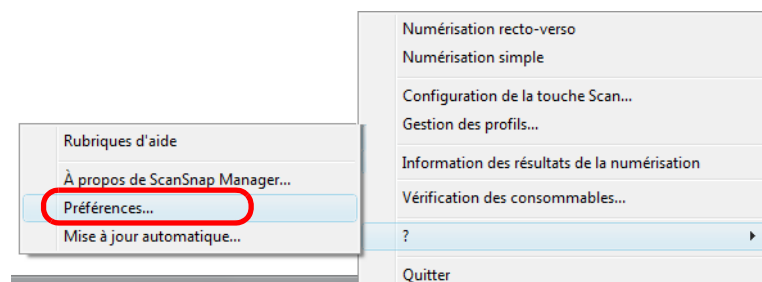 Numérisation recto-verso
Numérisation simple
Configuration de la touche Scan...
Gestion des profils...
Information des résultats de la numérisation
Vérification des consommables...
?
Quitter
Rubriques d'aide
À propos de ScanSnap Manager...
Préférences...
Mise à jour automatique...